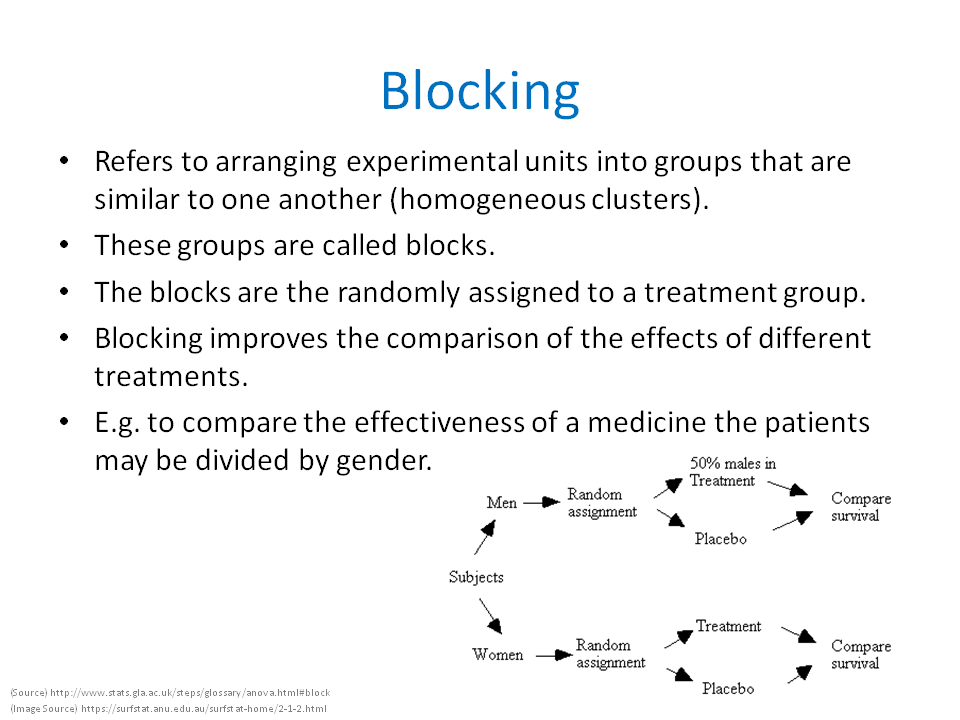 Blocking
• Refers to arranging experimental units into groups that are
similar to one another (homogeneous clusters).
• These groups are called blocks.
• The blocks are the randomly assigned to a treatment group.
• Blocking improves the comparison of the effects of different
treatments.
• E.g. to compare the effectiveness of a medicine the patients
may be divided by gender.
50% males in
Treatment
Men
Random
assignment
Compare
survival
Placebo
Subjects
Treatment
Women
Random
assignment
Compare
survival
Placebo
(Source) http://www.stats.gla.ac.uk/steps/glossary/anova.html#block
(Image Source) https://surfstat.anu.edu.au/surfstat-home/2-1-2.html